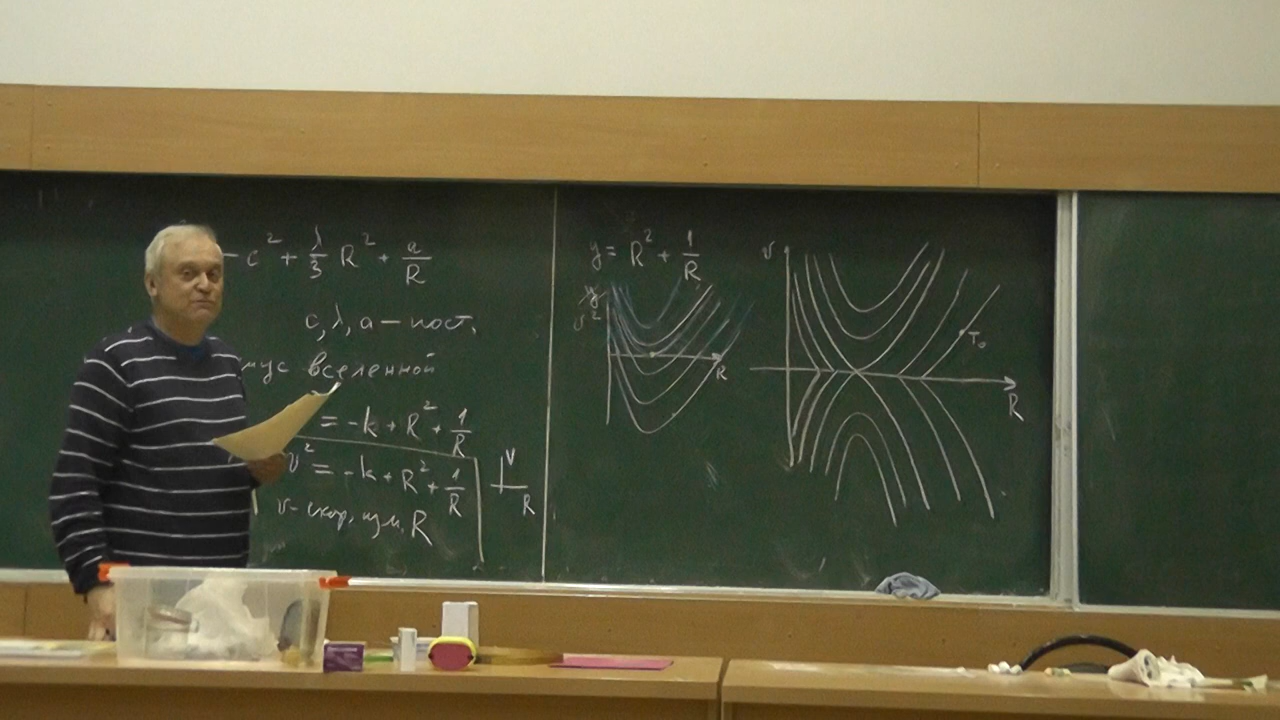 - c² + λ/3 R² + a/R
c, λ, a — пост.
вселенной
= -k + R² + 1/R
v² = -k + R² + 1/R
v - скор. изм. R
V
R
y = R² + 1/R
v²
R
v
T₀
R